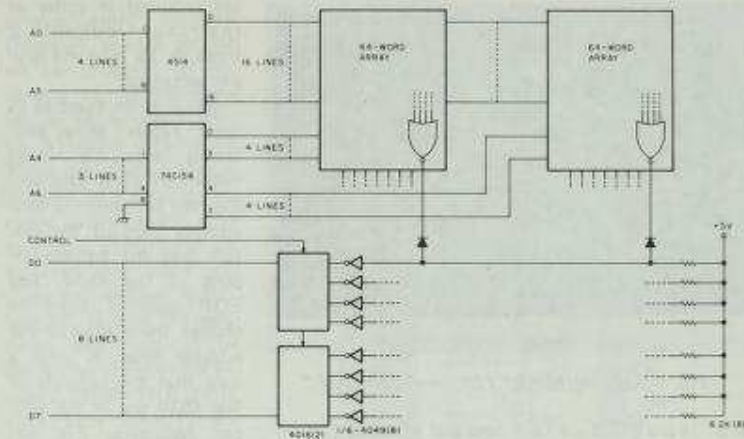 A0
4 LINES
A3
1
8
4514
0
16 LINES
64-WORD
ARRAY
64-WORD
ARRAY
A4
3 LINES
A6
74C154
4 LINES
4 LINES
CONTROL
D0
8 LINES
D7
4016(2)
1/6-4049(8)
+5V
6.2K (8)